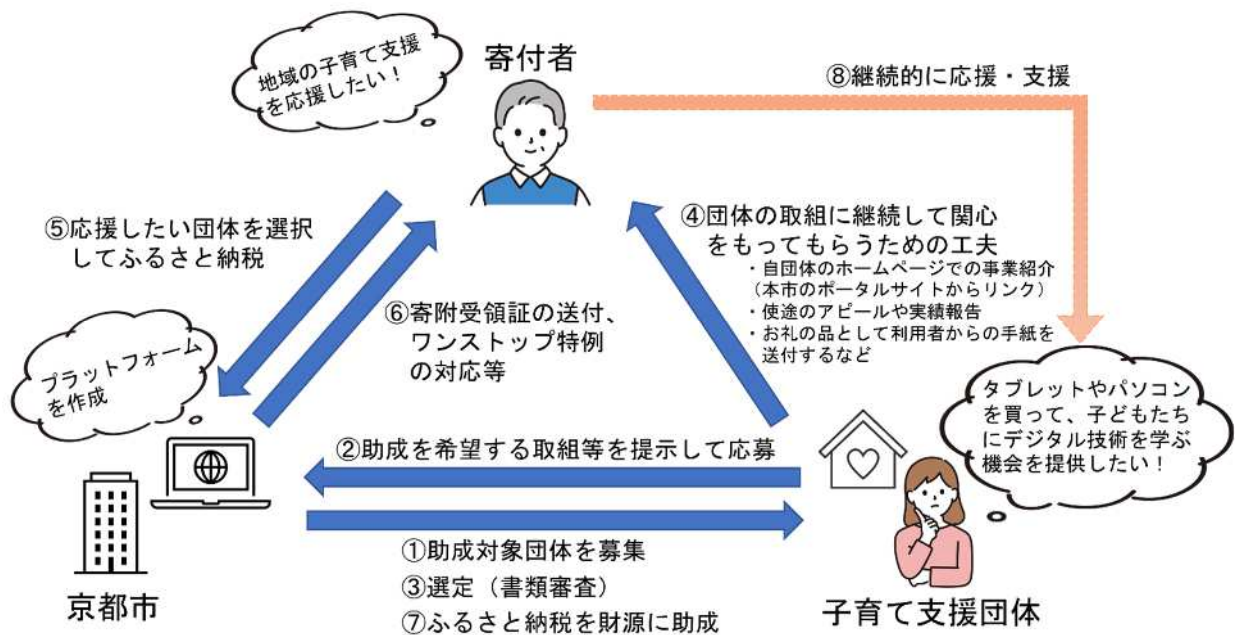 地域の子育て支援
を応援したい！
寄付者
⑧継続的に応援・支援
⑤応援したい団体を選択
してふるさと納税
④団体の取組に継続して関心
をもってもらうための工夫
・自団体のホームページでの事業紹介
（本市のポータルサイトからリンク）
・使途のアピールや実績報告
・お礼の品として利用者からの手紙を
送付するなど
⑥寄附受領証の送付、
ワンストップ特例
の対応等
プラットフォーム
を作成
タブレットやパソコン
を買って、子どもたち
にデジタル技術を学ぶ
機会を提供したい！
②助成を希望する取組等を提示して応募
①助成対象団体を募集
③選定（書類審査）
⑦ふるさと納税を財源に助成
京都市
子育て支援団体